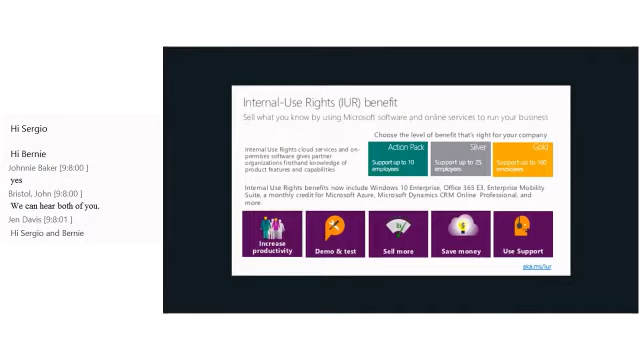 Hi Sergio
Hi Bernie
Johnnie Baker [9:8:00 ]
yes
Bristol, John [9:8:00 ]
We can hear both of you.
Jen Davis [9:8:01 ]
Hi Sergio and Bernie
Internal-Use Rights (IUR) benefit
Sell what you know by using Microsoft software and online services to run your business
Choose the level of benefit that's right for your company
Internal Use Rights cloud services and on-
premises software gives partner
organizations firsthand knowledge of
product features and capabilities
Action Pack
Support up to 10
employees
Silver
Support up to 25
employees
Gold
Support up to 100
employees
Internal Use Rights benefits now include Windows 10 Enterprise, Office 365 E3, Enterprise Mobility
Suite, a monthly credit for Microsoft Azure, Microsoft Dynamics CRM Online Professional, and
more.
Increase
productivity
Demo & test
Sell more
Save money
Use Support
aka.ms/iur